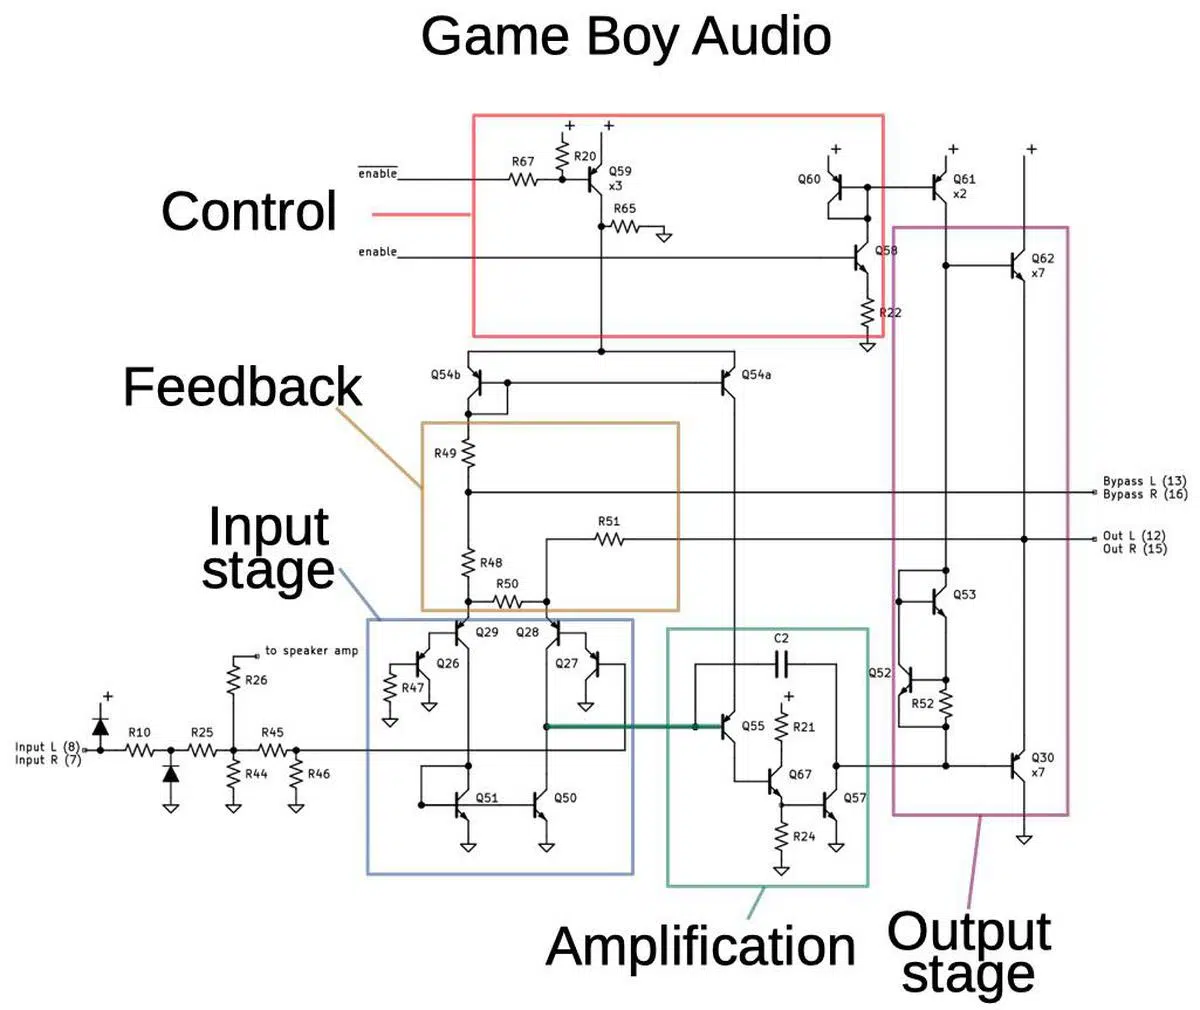 Game Boy Audio
+
+
R20
R67
enable
Q59
x3
R65
Control
enable
+
Q60
+
Q61
x2
+
Q58
R22
Q62
x7
Q54b
Q54a
Feedback
R49
Bypass L (13)
Bypass R (16)
R51
Out L (12)
Out R (15)
Input
stage
R48
R50
Q53
Q29
Q28
C2
to speaker amp
Q26
Q27
R26
R47
Q52
R52
+
+
R10
R25
R45
Q55
R21
Input L (8)
Input R (7)
R44
R46
Q67
Q30
x7
Q51
Q50
Q57
R24
Amplification
Output
stage